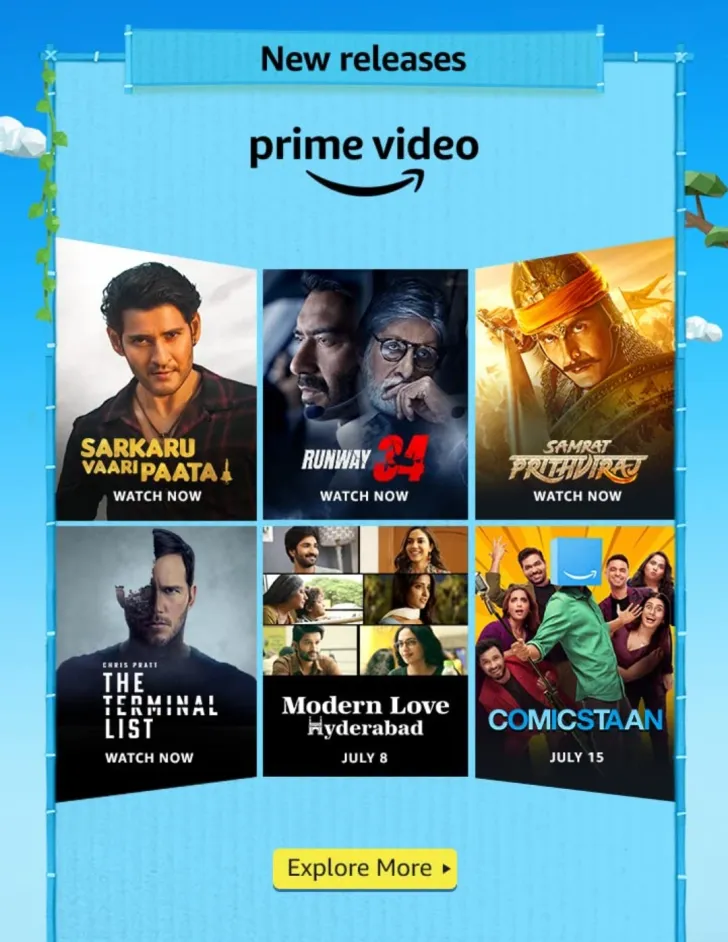 New releases
prime video
SARKARU
VAARI PAATA
WATCH NOW
RUNWAY 34
WATCH NOW
SAMRAT
PRITHVIRAJ
WATCH NOW
CHRIS PRATT
THE
TERMINAL
LIST
WATCH NOW
Modern Love
Hyderabad
JULY 8
COMICSTAAN
JULY 15
Explore More